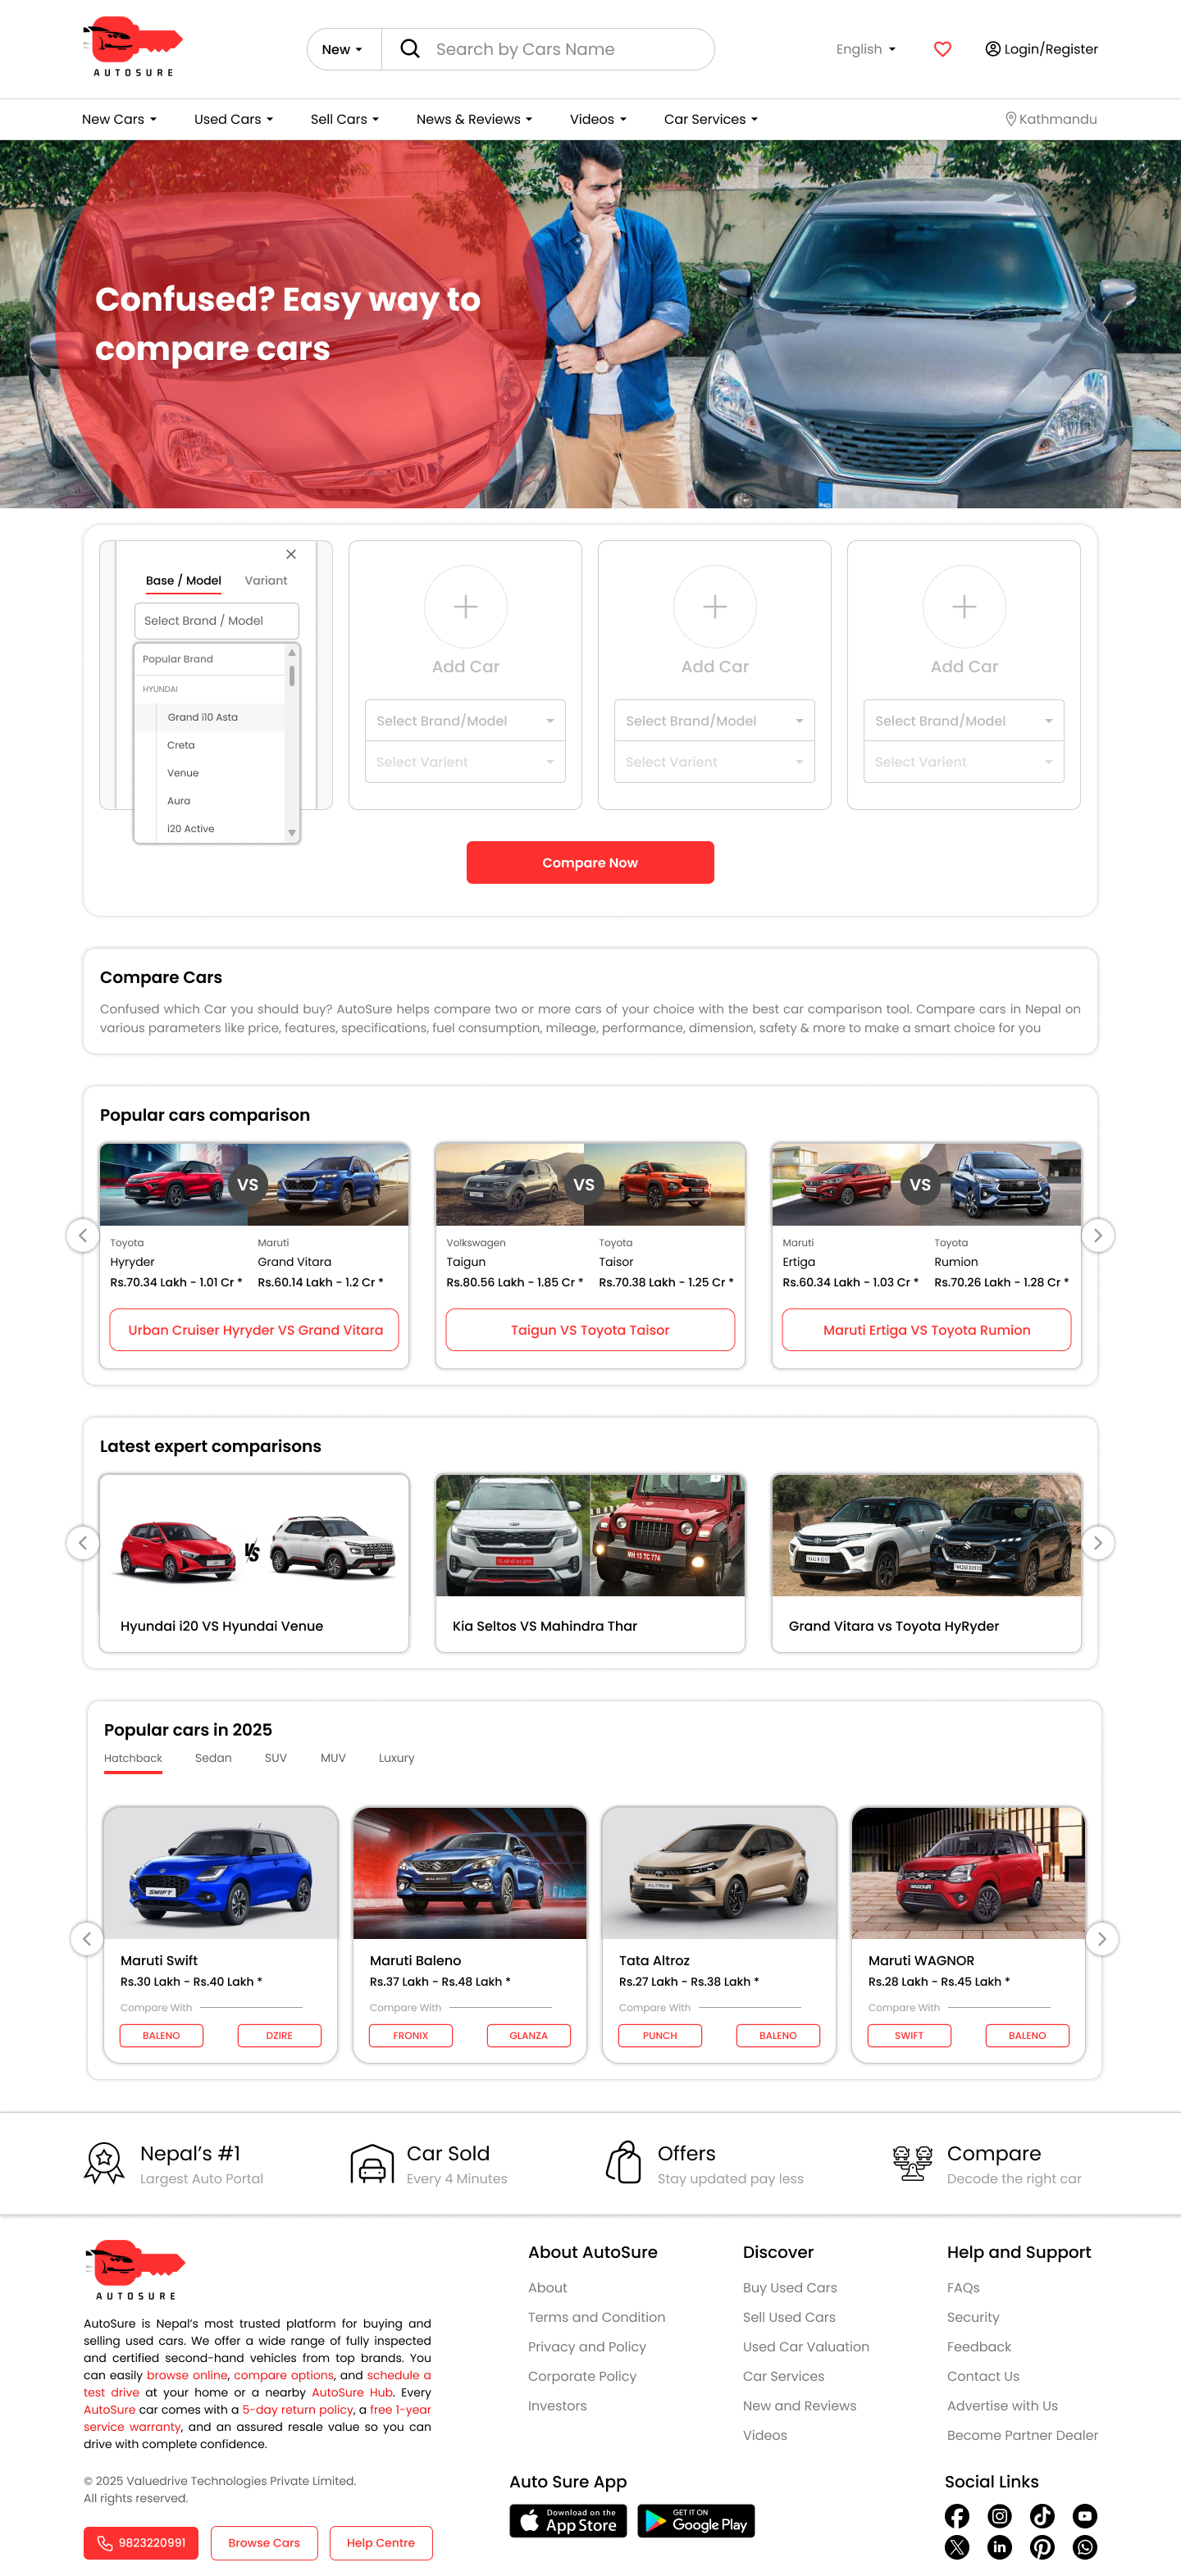 AUTOSURE
New
Search by Cars Name
English
Login/Register
New Cars
Used Cars
Sell Cars
News & Reviews
Videos
Car Services
Kathmandu
Confused? Easy way to
compare cars
Base / Model
Variant
Select Brand / Model
Popular Brand
HYUNDAI
Grand i10 Asta
Creta
Venue
Aura
i20 Active
Add Car
Select Brand/Model
Select Varient
Add Car
Select Brand/Model
Select Varient
Add Car
Select Brand/Model
Select Varient
Compare Now
Compare Cars
Confused which Car you should buy? AutoSure helps compare two or more cars of your choice with the best car comparison tool. Compare cars in Nepal on
various parameters like price, features, specifications, fuel consumption, mileage, performance, dimension, safety & more to make a smart choice for you
Popular cars comparison
VS
Toyota
Hyryder
Rs.70.34 Lakh - 1.01 Cr *
Maruti
Grand Vitara
Rs.60.14 Lakh - 1.2 Cr *
Urban Cruiser Hyryder VS Grand Vitara
VS
Volkswagen
Taigun
Rs.80.56 Lakh - 1.85 Cr *
Toyota
Taisor
Rs.70.38 Lakh - 1.25 Cr *
Taigun VS Toyota Taisor
VS
RUMION
Maruti
Ertiga
Rs.60.34 Lakh - 1.03 Cr *
Toyota
Rumion
Rs.70.26 Lakh - 1.28 Cr *
Maruti Ertiga VS Toyota Rumion
Latest expert comparisons
VS
Hyundai i20 VS Hyundai Venue
MH 15 TC 774
Kia Seltos VS Mahindra Thar
Grand Vitara vs Toyota HyRyder
Popular cars in 2025
Hatchback
Sedan
SUV
MUV
Luxury
SWIFT
Maruti Swift
Rs.30 Lakh - Rs.40 Lakh *
Compare With
BALENO
DZIRE
BALENO
Maruti Baleno
Rs.37 Lakh - Rs.48 Lakh *
Compare With
FRONIX
GLANZA
ALTROZ
Tata Altroz
Rs.27 Lakh - Rs.38 Lakh *
Compare With
PUNCH
BALENO
WAGONR
Maruti WAGNOR
Rs.28 Lakh - Rs.45 Lakh *
Compare With
SWIFT
BALENO
Nepal's #1
Largest Auto Portal
Car Sold
Every 4 Minutes
Offers
Stay updated pay less
Compare
Decode the right car
AUTOSURE
AutoSure is Nepal's most trusted platform for buying and
selling used cars. We offer a wide range of fully inspected
and certified second-hand vehicles from top brands. You
can easily browse online, compare options, and schedule a
test drive at your home or a nearby AutoSure Hub. Every
AutoSure car comes with a 5-day return policy, a free 1-year
service warranty, and an assured resale value so you can
drive with complete confidence.
© 2025 Valuedrive Technologies Private Limited.
All rights reserved.
9823220991
Browse Cars
Help Centre
About AutoSure
About
Terms and Condition
Privacy and Policy
Corporate Policy
Investors
Discover
Buy Used Cars
Sell Used Cars
Used Car Valuation
Car Services
New and Reviews
Videos
Help and Support
FAQs
Security
Feedback
Contact Us
Advertise with Us
Become Partner Dealer
Auto Sure App
Download on the
App Store
GET IT ON
Google Play
Social Links
in